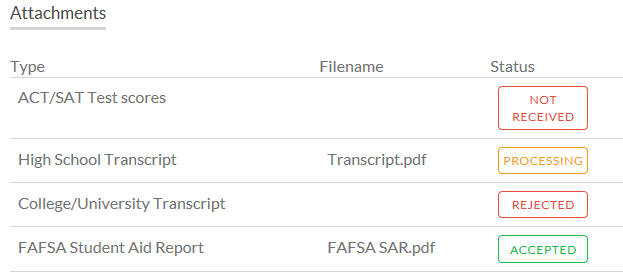 Attachments
Type Filename Status
ACT/SAT Test scores NOT RECEIVED
High School Transcript Transcript.pdf PROCESSING
College/University Transcript REJECTED
FAFSA Student Aid Report FAFSA SAR.pdf ACCEPTED